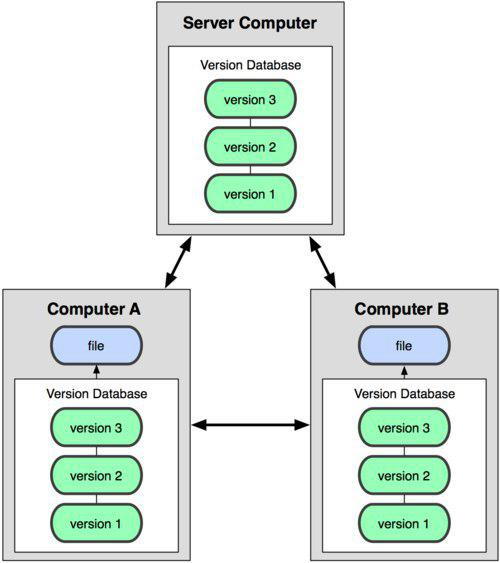 Server Computer
Version Database
version 3
version 2
version 1
Computer A
file
Version Database
version 3
version 2
version 1
Computer B
file
Version Database
version 3
version 2
version 1